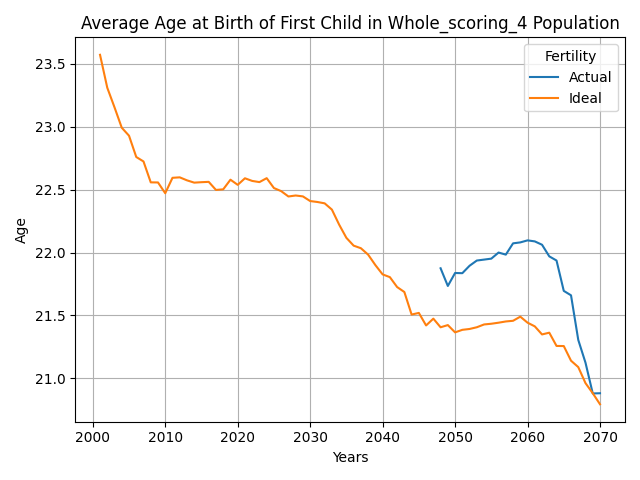 Average Age at Birth of First Child in Whole_scoring_4 Population
Fertility
Actual
Ideal
23.5
23.0
22.5
22.0
21.5
21.0
Age
2000 2010 2020 2030 2040 2050 2060 2070
Years